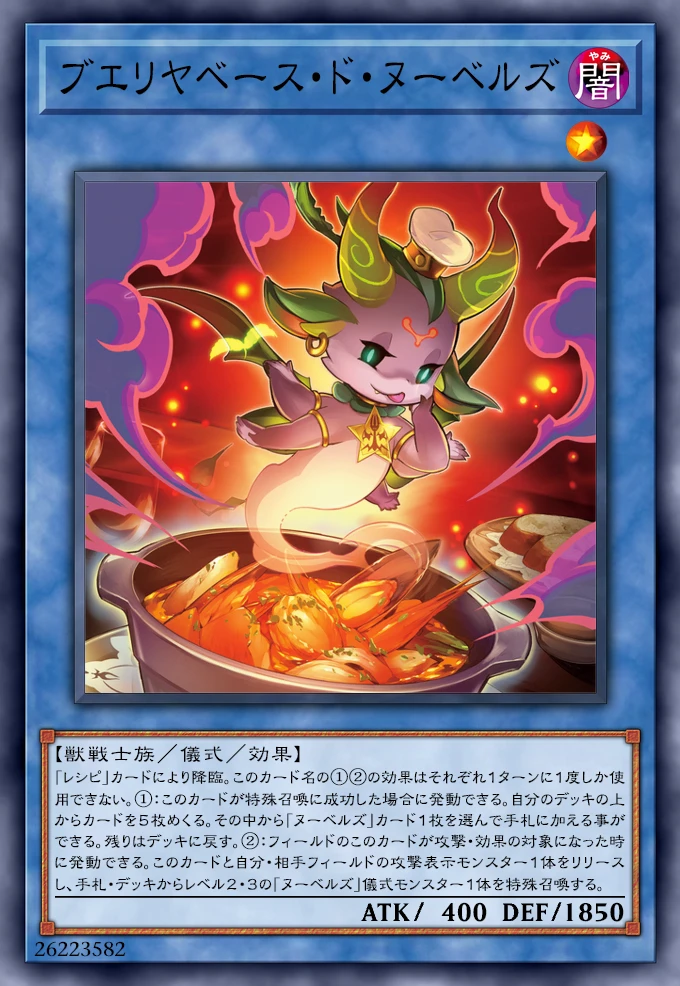 ブエリヤベース・ド・ヌーベルズ
やみ
闇
【獣戦士族／儀式／効果】
「レシピ」カードにより降臨。このカード名の①②の効果はそれぞれ１ターンに１度しか使
用できない。①：このカードが特殊召喚に成功した場合に発動できる。自分のデッキの上
からカードを５枚めくる。その中から「ヌーベルズ」カード１枚を選んで手札に加える事が
できる。残りはデッキに戻す。②：フィールドのこのカードが攻撃・効果の対象になった時
に発動できる。このカードと自分・相手フィールドの攻撃表示モンスター１体をリリース
し、手札・デッキからレベル２・３の「ヌーベルズ」儀式モンスター１体を特殊召喚する。
ATK/ 400 DEF/1850
26223582